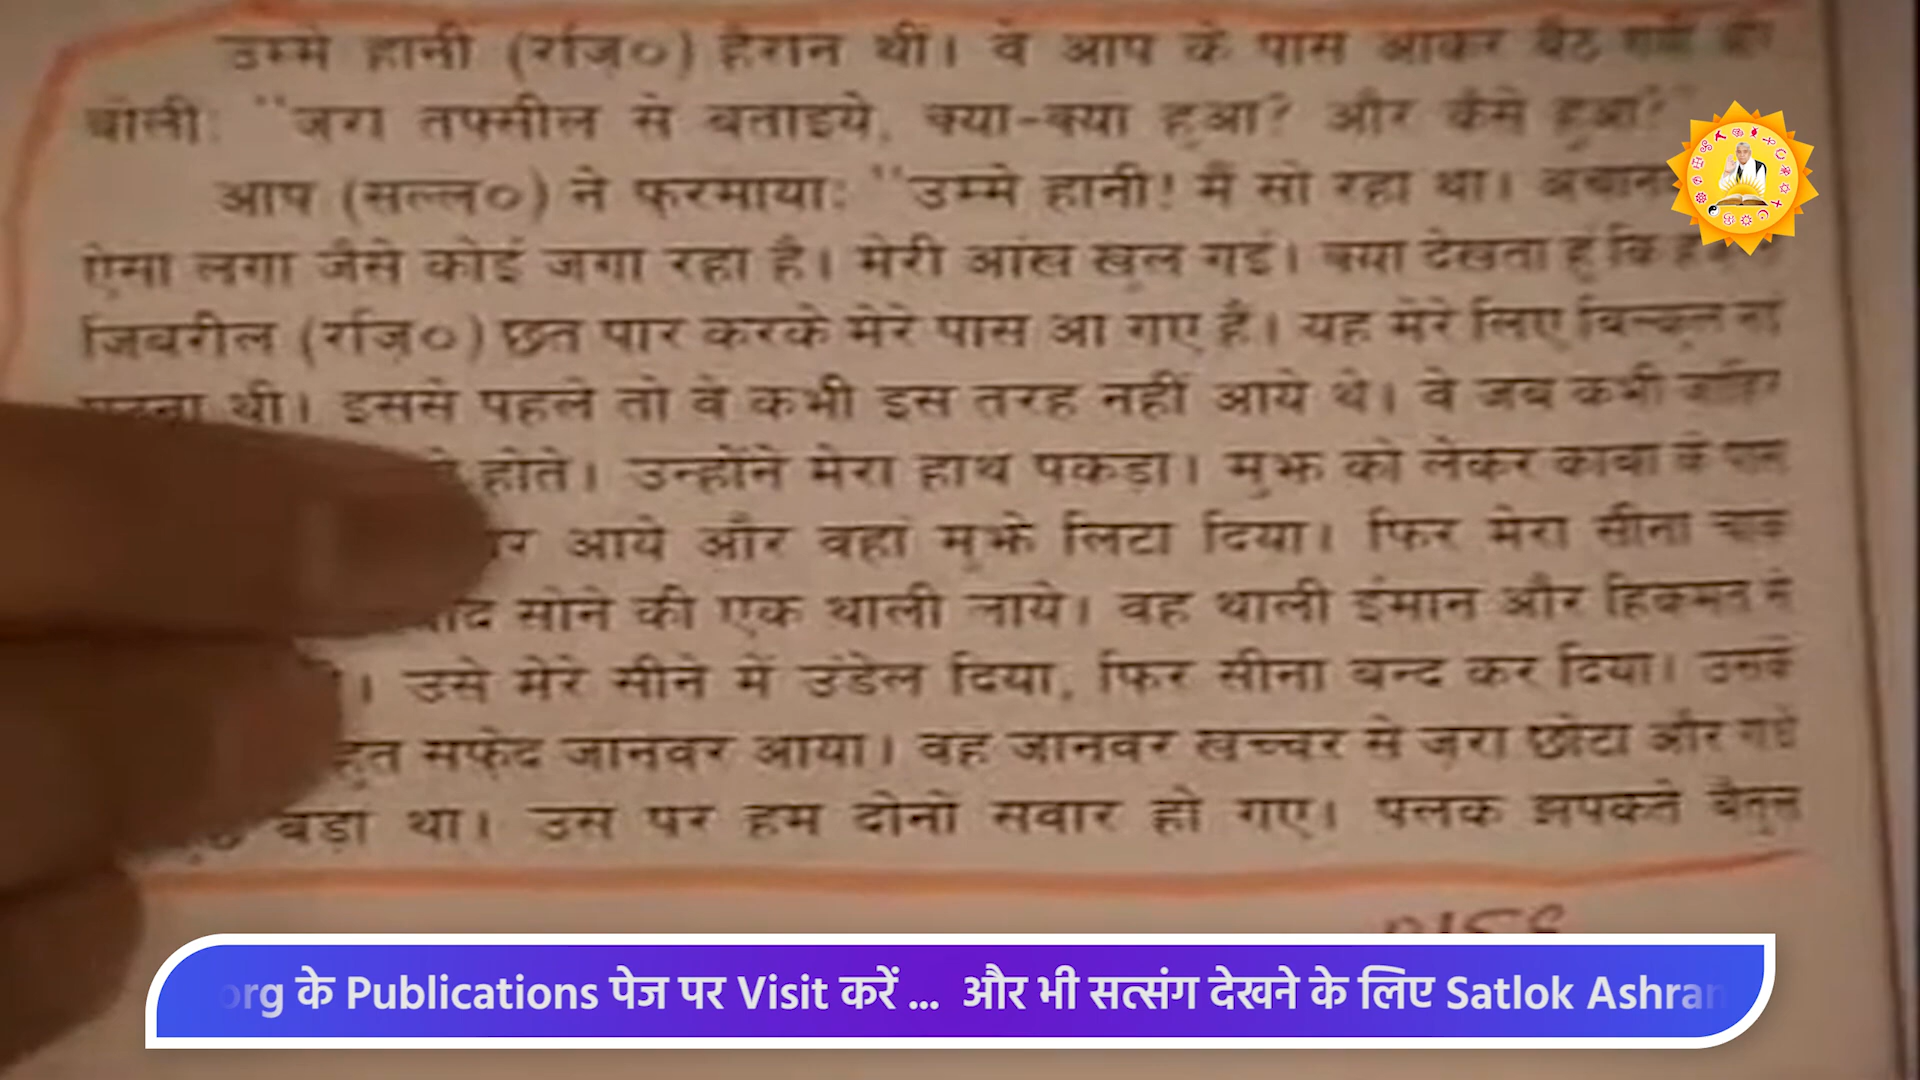 उम्मे हानी (रज़ि०) हैरान थीं। वे आप के पास आकर बैठ गयीं
बोली: "ज़रा तफ्सील से बताइये, क्या-क्या हुआ? और कैसे हुआ?"
आप (सल्ल०) ने फ़रमाया: "उम्मे हानी! मैं सो रहा था।
ऐसा लगा जैसे कोई जगा रहा है। मेरी आंख खुल गई। क्या देखता हूं कि
जिबरील (रज़ि०) छत पार करके मेरे पास आ गए हैं। यह मेरे लिए बिल्कुल
थी। इससे पहले तो वे कभी इस तरह नहीं आये थे। वे जब कभी
होते। उन्होंने मेरा हाथ पकड़ा। मुझ को लेकर काबा के पास
आये और वहां मुझे लिटा दिया। फिर मेरा सीना चाक
सोने की एक थाली लाये। वह थाली ईमान और हिकमत से
। उसे मेरे सीने में उंडेल दिया, फिर सीना बन्द कर दिया। उसके
सफ़ेद जानवर आया। वह जानवर खच्चर से ज़रा छोटा और गधे
बड़ा था। उस पर हम दोनों सवार हो गए। पलक झपकते बैतुल
org के Publications पेज पर Visit करें ... और भी सत्संग देखने के लिए Satlok Ashram